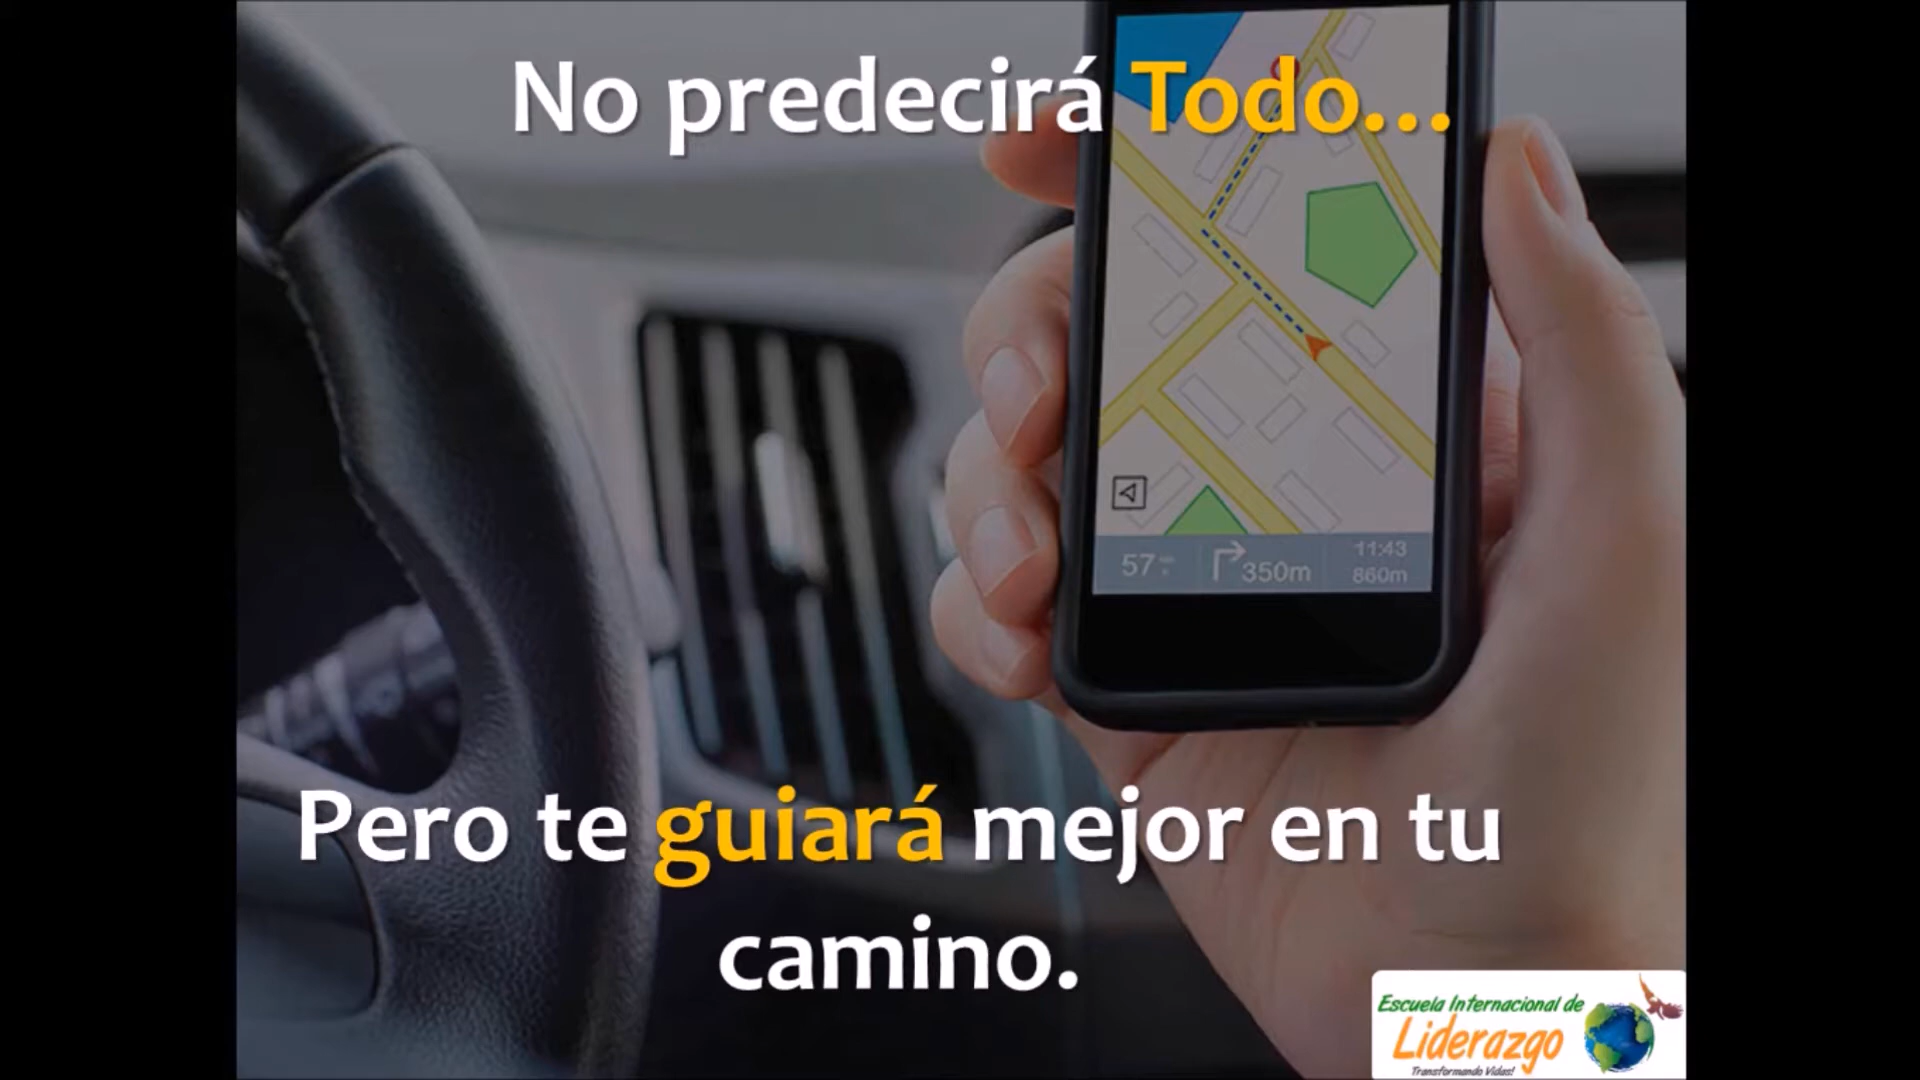 No predecirá Todo...
57
350m
11:43
860m
Pero te guiará mejor en tu
camino.
Escuela Internacional de
Liderazgo
Transformando Vidas!